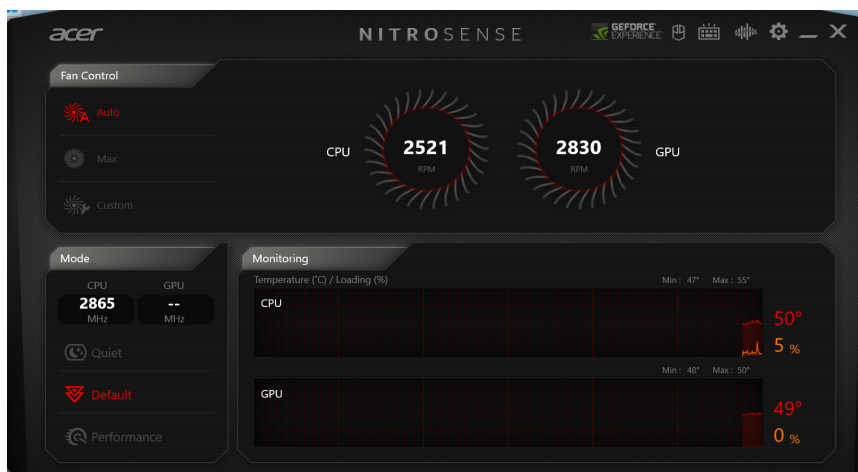 acer
NITROSENSE
GEFORCE
EXPERIENCE
Fan Control
Auto
Max
Custom
CPU
2521
RPM
2830
RPM
GPU
Mode
CPU GPU
2865 --
MHz MHz
Quiet
Default
Performance
Monitoring
Temperature (°C) / Loading (%)
Min : 47° Max : 55°
CPU
50°
5 %
Min : 48° Max : 50°
GPU
49°
0 %